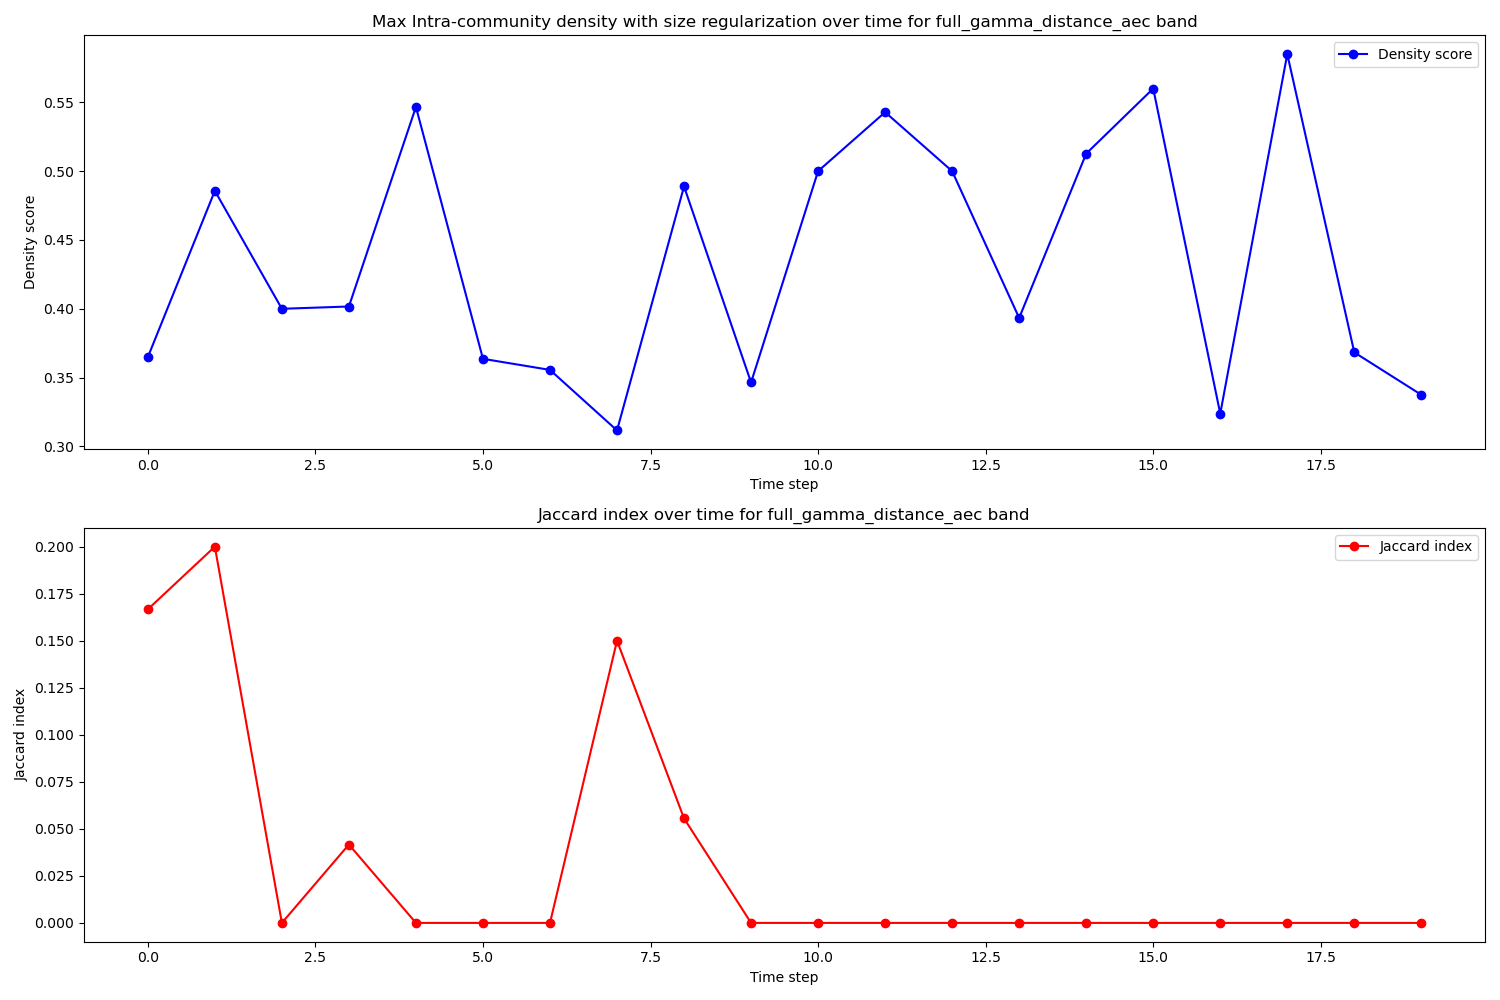 Max Intra-community density with size regularization over time for full_gamma_distance_aec band
Density score
0.55
0.50
0.45
0.40
0.35
0.30
Density score
0.0 2.5 5.0 7.5 10.0 12.5 15.0 17.5
Time step
Jaccard index over time for full_gamma_distance_aec band
Jaccard index
0.200
0.175
0.150
0.125
0.100
0.075
0.050
0.025
0.000
Jaccard index
0.0 2.5 5.0 7.5 10.0 12.5 15.0 17.5
Time step